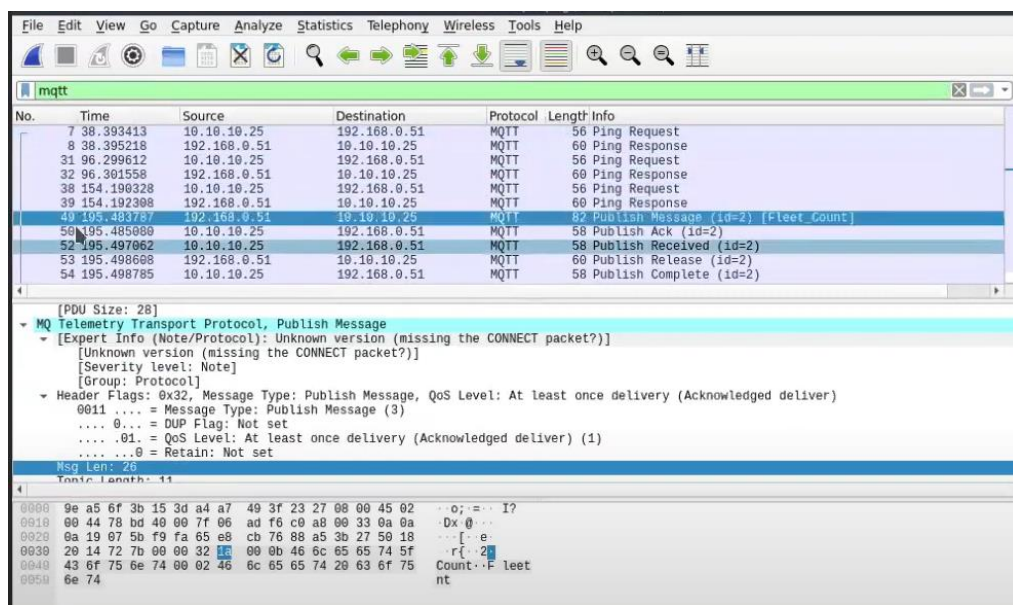 File Edit View Go Capture Analyze Statistics Telephony Wireless Tools Help
mqtt
No. Time Source Destination Protocol Length Info
7 38.393413 10.10.10.25 192.168.0.51 MQTT 56 Ping Request
8 38.395218 192.168.0.51 10.10.10.25 MQTT 60 Ping Response
31 96.299612 10.10.10.25 192.168.0.51 MQTT 56 Ping Request
32 96.301558 192.168.0.51 10.10.10.25 MQTT 60 Ping Response
38 154.190328 10.10.10.25 192.168.0.51 MQTT 56 Ping Request
39 154.192308 192.168.0.51 10.10.10.25 MQTT 60 Ping Response
49 195.483787 192.168.0.51 10.10.10.25 MQTT 82 Publish Message (id=2) [Fleet_Count]
50 195.485080 10.10.10.25 192.168.0.51 MQTT 58 Publish Ack (id=2)
52 195.497062 10.10.10.25 192.168.0.51 MQTT 58 Publish Received (id=2)
53 195.498608 192.168.0.51 10.10.10.25 MQTT 60 Publish Release (id=2)
54 195.498785 10.10.10.25 192.168.0.51 MQTT 58 Publish Complete (id=2)
[PDU Size: 28]
MQ Telemetry Transport Protocol, Publish Message
[Expert Info (Note/Protocol): Unknown version (missing the CONNECT packet?)]
[Unknown version (missing the CONNECT packet?)]
[Severity level: Note]
[Group: Protocol]
Header Flags: 0x32, Message Type: Publish Message, QoS Level: At least once delivery (Acknowledged deliver)
0011 .... = Message Type: Publish Message (3)
.... 0... = DUP Flag: Not set
.... .01. = QoS Level: At least once delivery (Acknowledged deliver) (1)
.... ...0 = Retain: Not set
Msg Len: 26
Topic Length: 11
0000 9e a5 6f 3b 15 3d a4 a7 49 3f 23 27 08 00 45 02 ··o;·=·· I?
0010 00 44 78 bd 40 00 7f 06 ad f6 c0 a8 00 33 0a 0a ·Dx·@···
0020 0a 19 07 5b f9 fa 65 e8 cb 76 88 a5 3b 27 50 18 ···[··e·
0030 20 14 72 7b 00 00 32 1a 00 0b 46 6c 65 65 74 5f ·r{··2·
0040 43 6f 75 6e 74 00 02 46 6c 65 65 74 20 63 6f 75 Count··F leet
0050 6e 74 nt